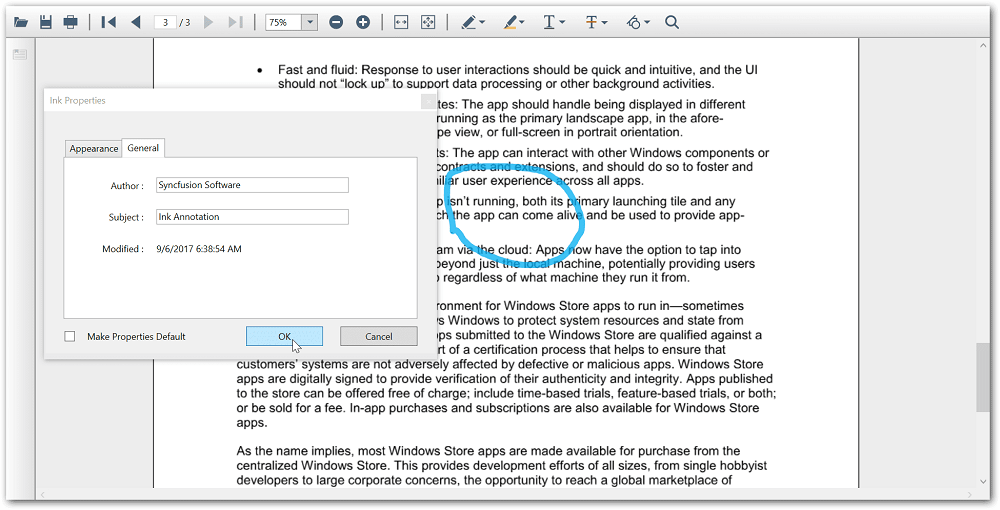 3 / 3
75%
• Fast and fluid: Response to user interactions should be quick and intuitive, and the UI
should not “lock up” to support data processing or other background activities.
Ink Properties
Appearance
General
Author :
Syncfusion Software
Subject :
Ink Annotation
Modified :
9/6/2017 6:38:54 AM
Make Properties Default
OK
Cancel
tes: The app should handle being displayed in different
running as the primary landscape app, in the afore-
pe view, or full-screen in portrait orientation.
ts: The app can interact with other Windows components or
contracts and extensions, and should do so to foster and
miliar user experience across all apps.
p isn’t running, both its primary launching tile and any
ch the app can come alive and be used to provide app-
am via the cloud: Apps now have the option to tap into
beyond just the local machine, potentially providing users
o regardless of what machine they run it from.
ronment for Windows Store apps to run in—sometimes
s Windows to protect system resources and state from
pps submitted to the Windows Store are qualified against a
rt of a certification process that helps to ensure that
customers’ systems are not adversely affected by defective or malicious apps. Windows Store
apps are digitally signed to provide verification of their authenticity and integrity. Apps published
to the store can be offered free of charge; include time-based trials, feature-based trials, or both;
or be sold for a fee. In-app purchases and subscriptions are also available for Windows Store
apps.
As the name implies, most Windows Store apps are made available for purchase from the
centralized Windows Store. This provides development efforts of all sizes, from single hobbyist
developers to large corporate concerns, the opportunity to reach a global marketplace of